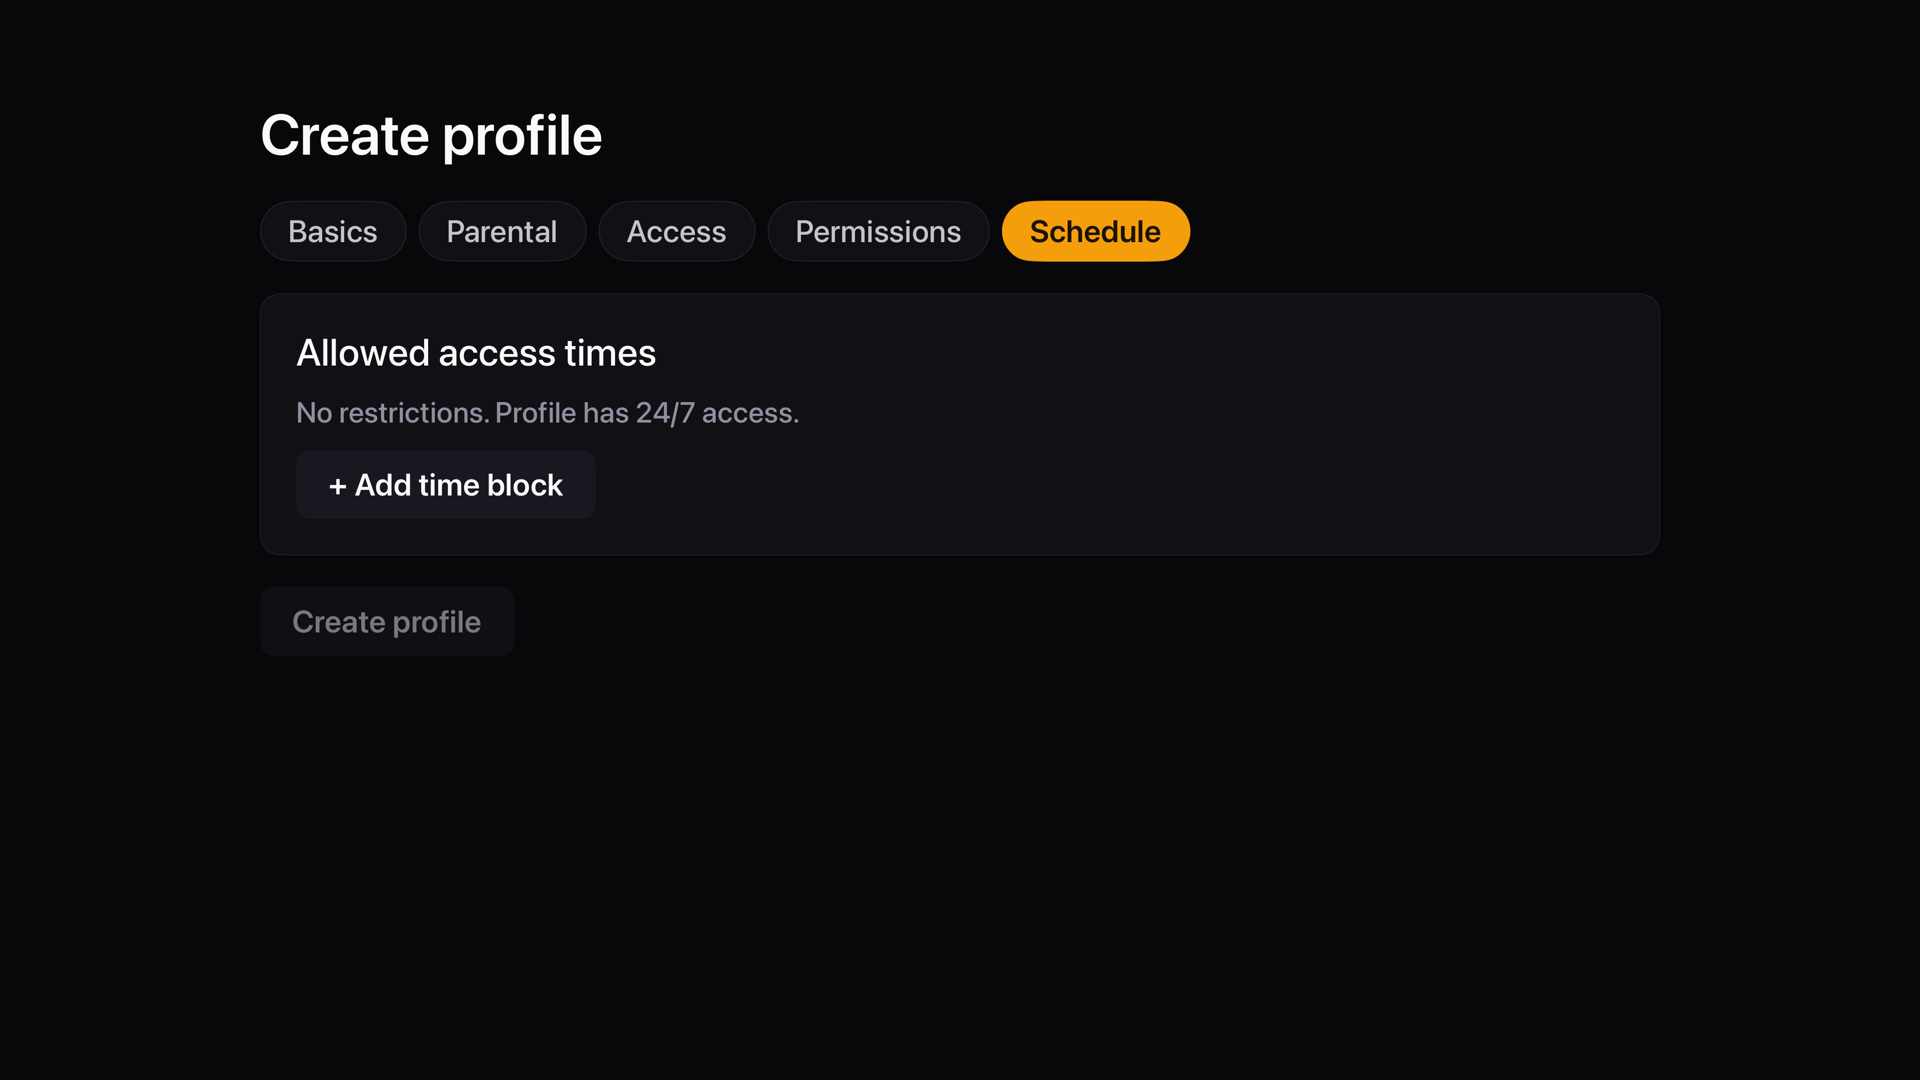 Create profile
Basics Parental Access Permissions Schedule
Allowed access times
No restrictions. Profile has 24/7 access.
+ Add time block
Create profile